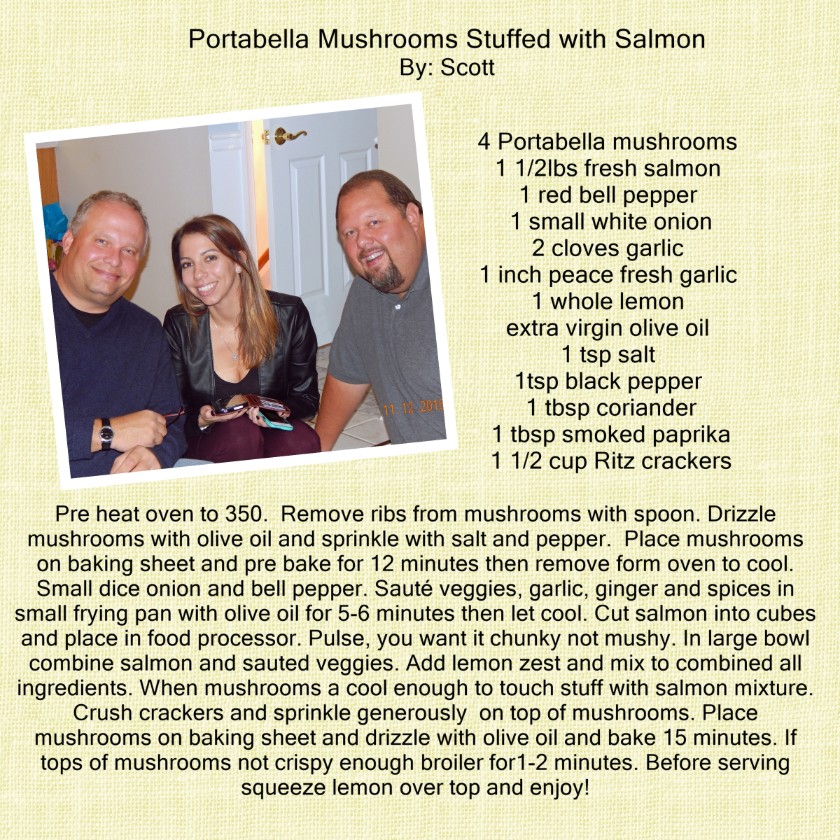 Portabella Mushrooms Stuffed with Salmon
By: Scott
4 Portabella mushrooms
1 1/2lbs fresh salmon
1 red bell pepper
1 small white onion
2 cloves garlic
1 inch peace fresh garlic
1 whole lemon
extra virgin olive oil
1 tsp salt
1tsp black pepper
1 tbsp coriander
1 tbsp smoked paprika
1 1/2 cup Ritz crackers
11 12 2016
Pre heat oven to 350.  Remove ribs from mushrooms with spoon. Drizzle
mushrooms with olive oil and sprinkle with salt and pepper.  Place mushrooms
on baking sheet and pre bake for 12 minutes then remove form oven to cool.
Small dice onion and bell pepper. Sauté veggies, garlic, ginger and spices in
small frying pan with olive oil for 5-6 minutes then let cool. Cut salmon into cubes
and place in food processor. Pulse, you want it chunky not mushy. In large bowl
combine salmon and sauted veggies. Add lemon zest and mix to combined all
ingredients. When mushrooms a cool enough to touch stuff with salmon mixture.
Crush crackers and sprinkle generously  on top of mushrooms. Place
mushrooms on baking sheet and drizzle with olive oil and bake 15 minutes. If
tops of mushrooms not crispy enough broiler for1-2 minutes. Before serving
squeeze lemon over top and enjoy!